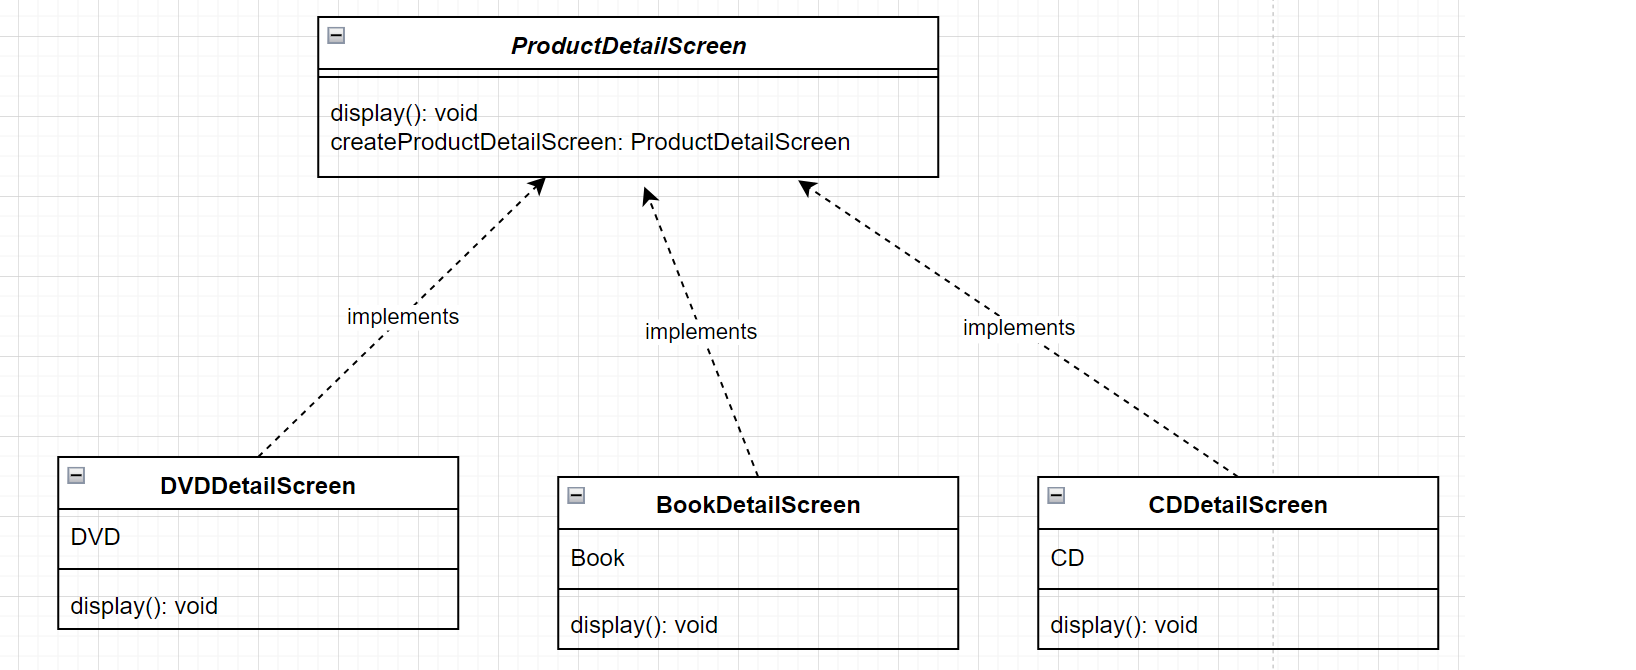 ProductDetailScreen
display(): void
createProductDetailScreen: ProductDetailScreen
implements
implements
implements
DVDDetailScreen
DVD
display(): void
BookDetailScreen
Book
display(): void
CDDetailScreen
CD
display(): void